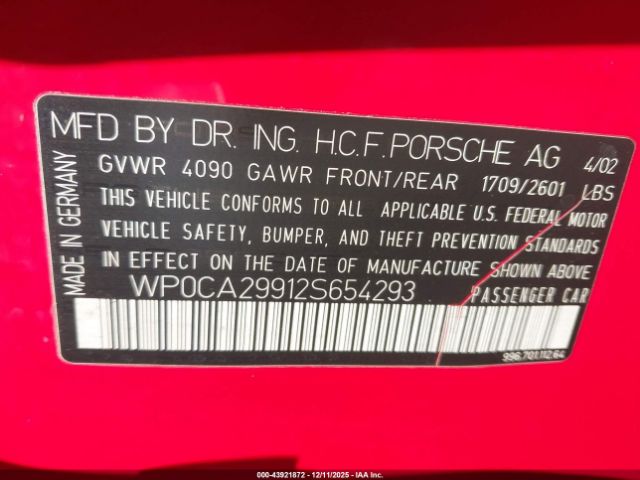 MFD BY DR. ING. H.C.F. PORSCHE AG 4/02
GVWR 4090 GAWR FRONT/REAR 1709/2601 LBS
THIS VEHICLE CONFORMS TO ALL APPLICABLE U.S. FEDERAL MOTOR
VEHICLE SAFETY, BUMPER, AND THEFT PREVENTION STANDARDS
IN EFFECT ON THE DATE OF MANUFACTURE SHOWN ABOVE
WP0CA29912S654293 PASSENGER CAR
MADE IN GERMANY
996.701.112.64
000-43921872 • 12/11/2025 - IAA Inc.